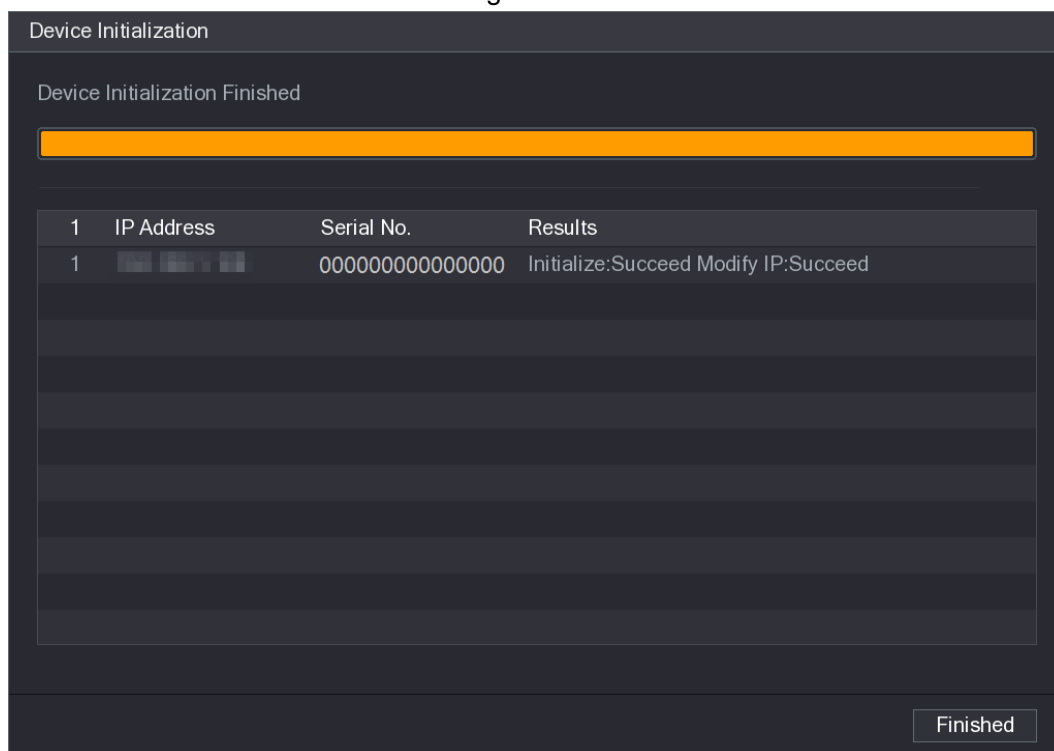 Device Initialization
Device Initialization Finished
1 IP Address Serial No. Results
1 000000000000000 Initialize:Succeed Modify IP:Succeed
Finished